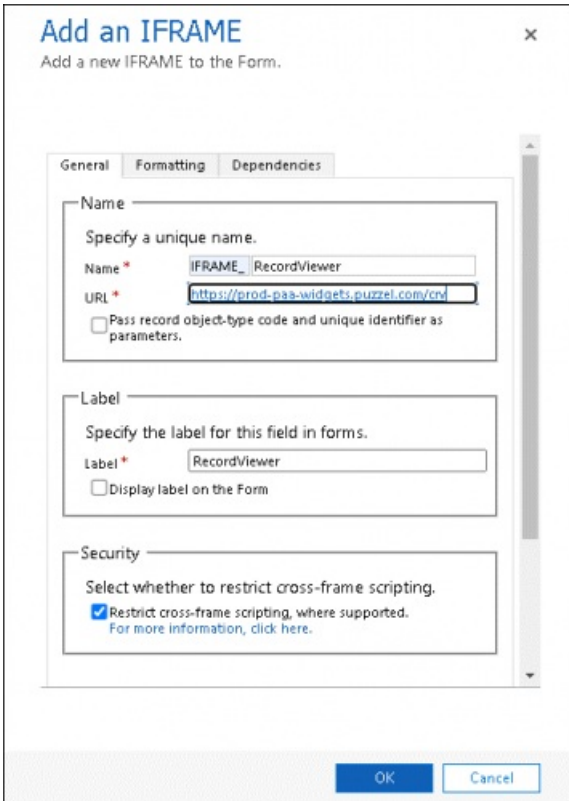 Add an IFRAME
Add a new IFRAME to the Form.
General Formatting Dependencies
Name
Specify a unique name.
Name * IFRAME_ RecordViewer
URL * https://prod-paa-widgets.puzzel.com/crv
Pass record object-type code and unique identifier as
parameters.
Label
Specify the label for this field in forms.
Label * RecordViewer
Display label on the Form
Security
Select whether to restrict cross-frame scripting.
Restrict cross-frame scripting, where supported.
For more information, click here.
OK Cancel